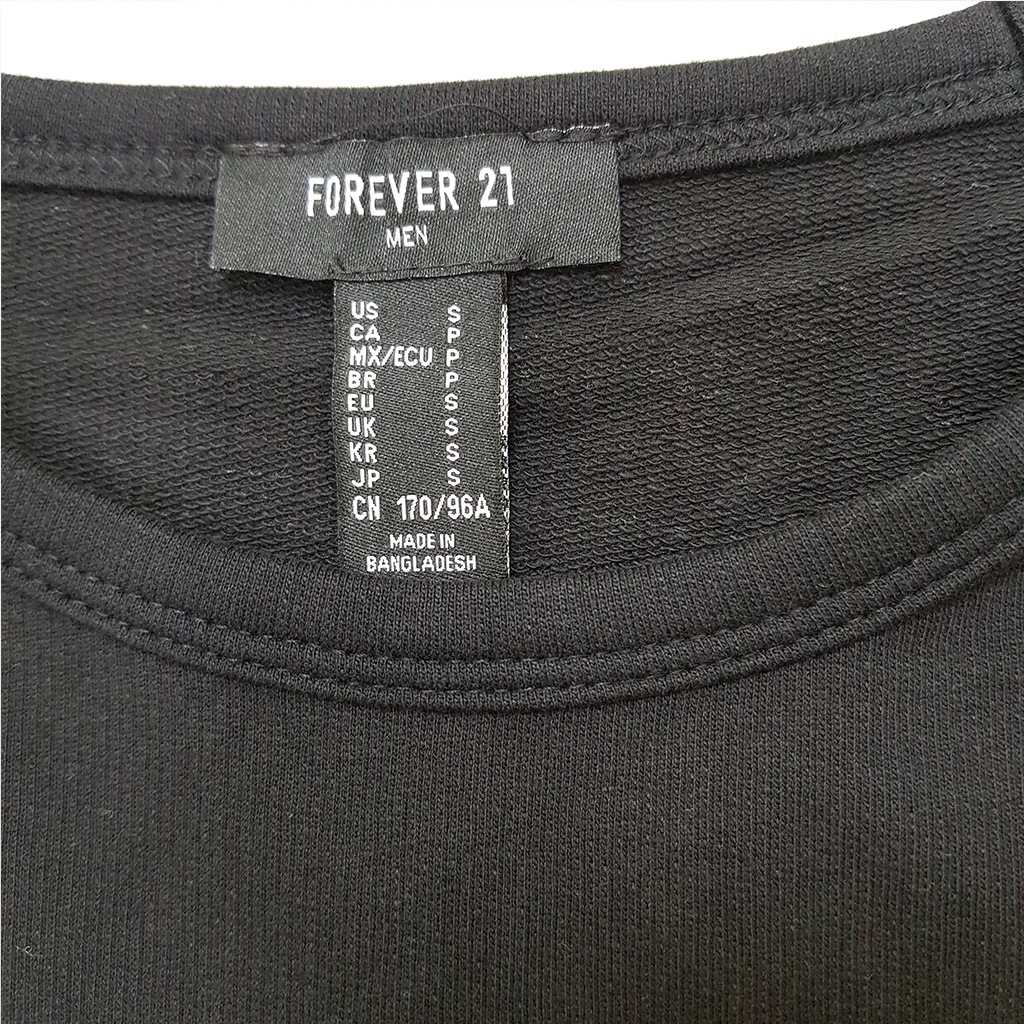 FOREVER 21
MEN
US S
CA P
MX/ECU P
BR P
EU S
UK S
KR S
JP S
CN 170/96A
MADE IN
BANGLADESH